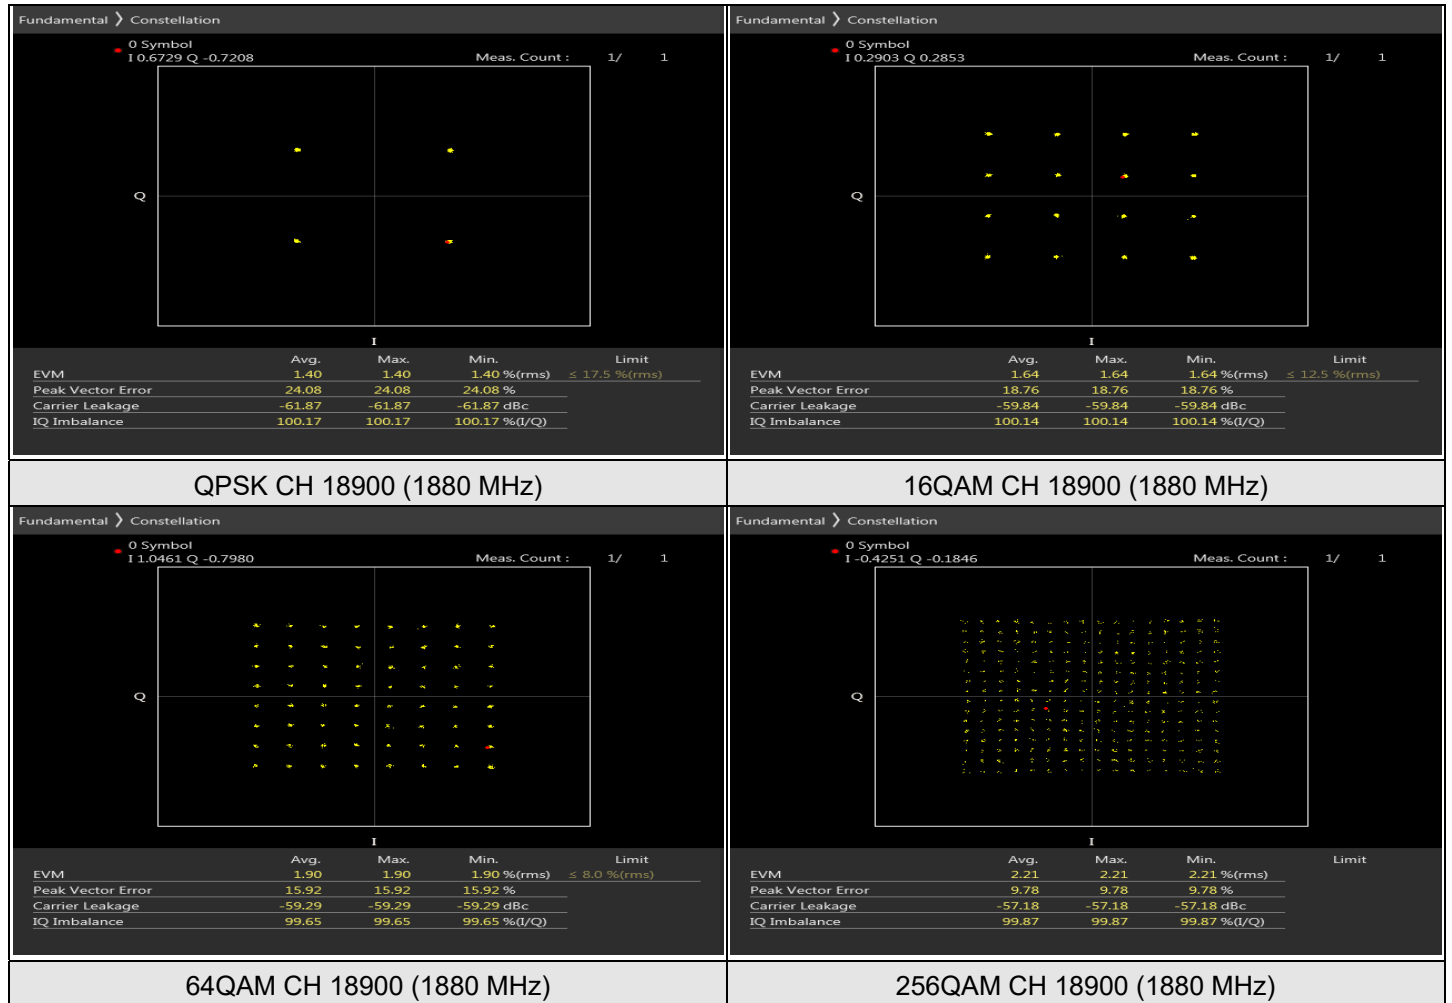 Fundamental ❯ Constellation
0 Symbol
I 0.6729 Q -0.7208 Meas. Count : 1/ 1
Q
I
Avg. Max. Min. Limit
EVM 1.40 1.40 1.40 %(rms) ≤ 17.5 %(rms)
Peak Vector Error 24.08 24.08 24.08 %
Carrier Leakage -61.87 -61.87 -61.87 dBc
IQ Imbalance 100.17 100.17 100.17 %(I/Q)
QPSK CH 18900 (1880 MHz)
Fundamental ❯ Constellation
0 Symbol
I 0.2903 Q 0.2853 Meas. Count : 1/ 1
Q
I
Avg. Max. Min. Limit
EVM 1.64 1.64 1.64 %(rms) ≤ 12.5 %(rms)
Peak Vector Error 18.76 18.76 18.76 %
Carrier Leakage -59.84 -59.84 -59.84 dBc
IQ Imbalance 100.14 100.14 100.14 %(I/Q)
16QAM CH 18900 (1880 MHz)
Fundamental ❯ Constellation
0 Symbol
I 1.0461 Q -0.7980 Meas. Count : 1/ 1
Q
I
Avg. Max. Min. Limit
EVM 1.90 1.90 1.90 %(rms) ≤ 8.0 %(rms)
Peak Vector Error 15.92 15.92 15.92 %
Carrier Leakage -59.29 -59.29 -59.29 dBc
IQ Imbalance 99.65 99.65 99.65 %(I/Q)
64QAM CH 18900 (1880 MHz)
Fundamental ❯ Constellation
0 Symbol
I -0.4251 Q -0.1846 Meas. Count : 1/ 1
Q
I
Avg. Max. Min. Limit
EVM 2.21 2.21 2.21 %(rms)
Peak Vector Error 9.78 9.78 9.78 %
Carrier Leakage -57.18 -57.18 -57.18 dBc
IQ Imbalance 99.87 99.87 99.87 %(I/Q)
256QAM CH 18900 (1880 MHz)